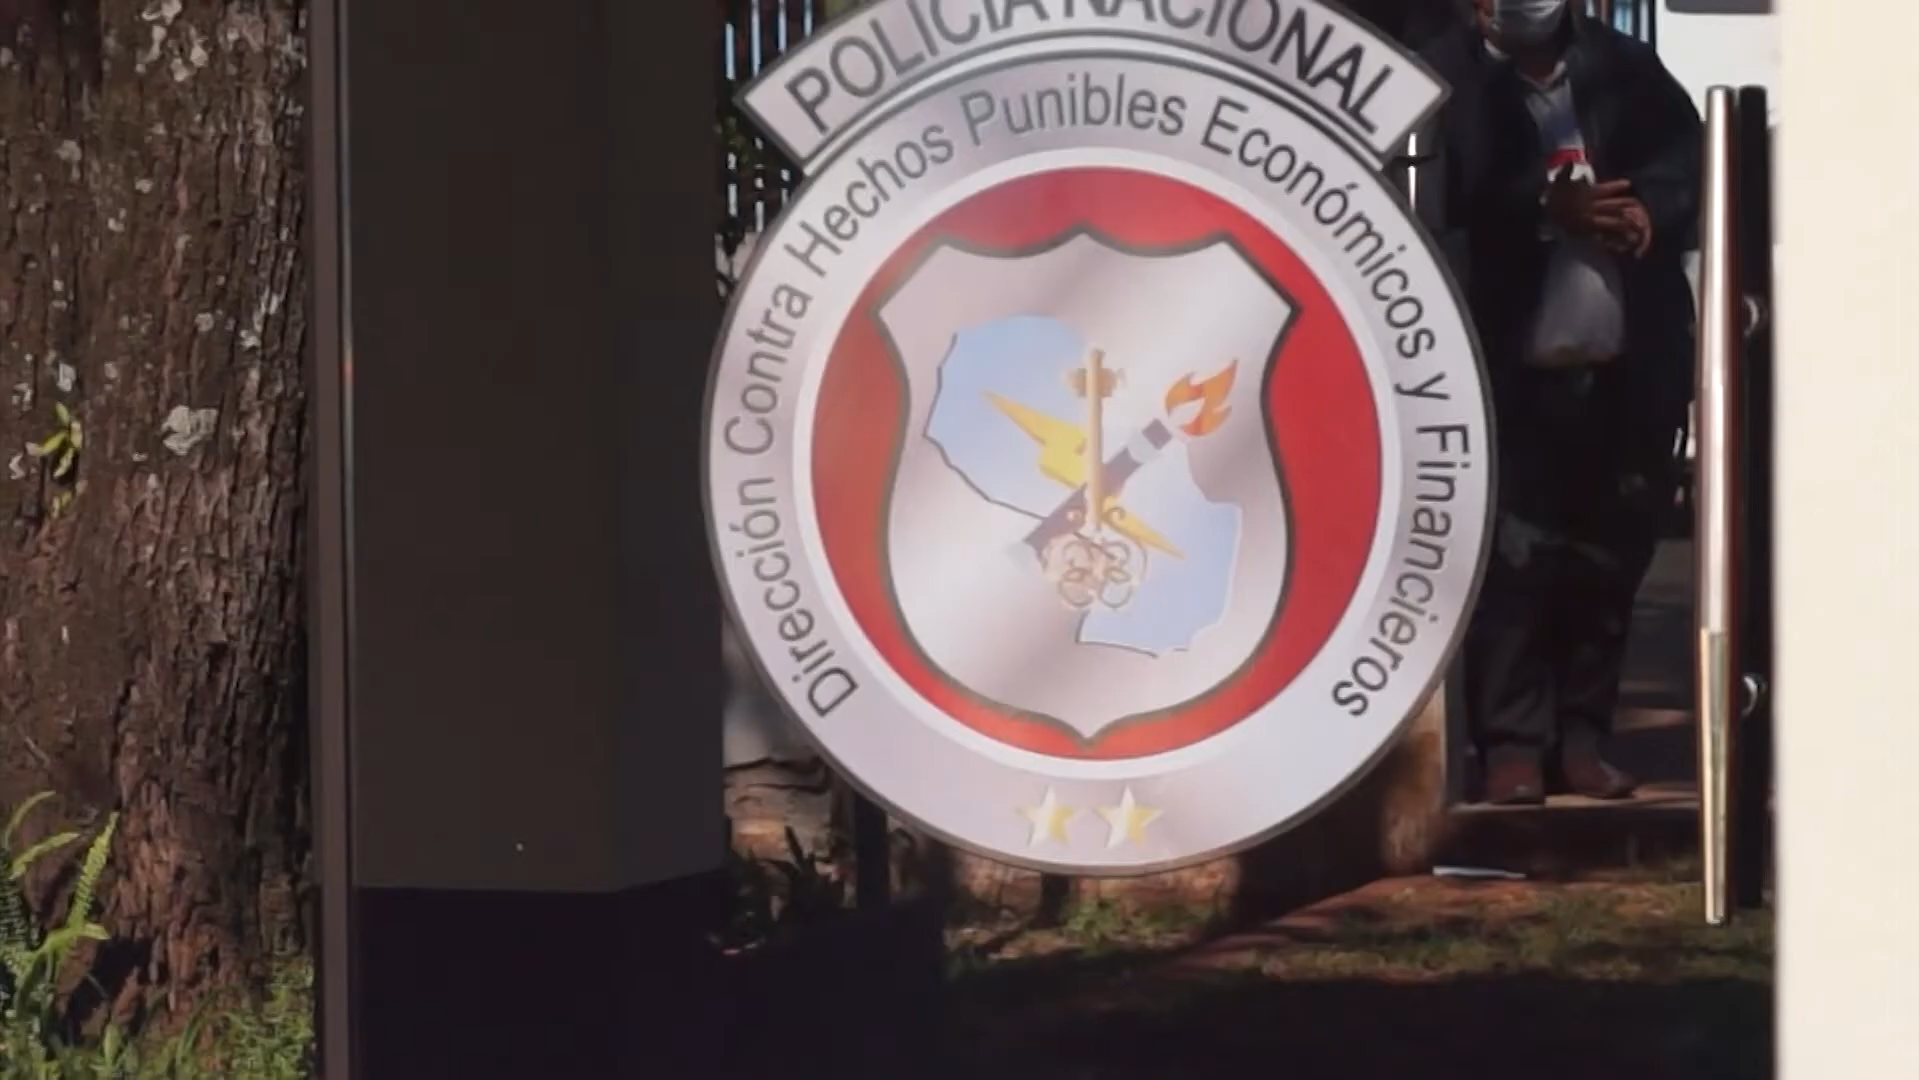 POLICIA NACIONAL
Dirección Contra Hechos Punibles Económicos y Financieros